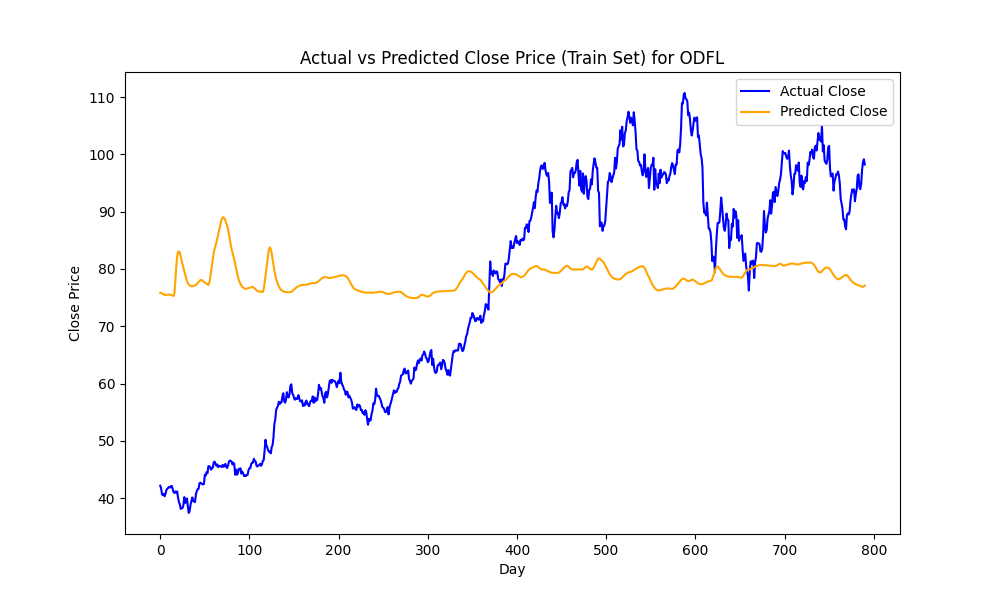 Actual vs Predicted Close Price (Train Set) for ODFL
Actual Close
Predicted Close
Close Price
110
100
90
80
70
60
50
40
0 100 200 300 400 500 600 700 800
Day